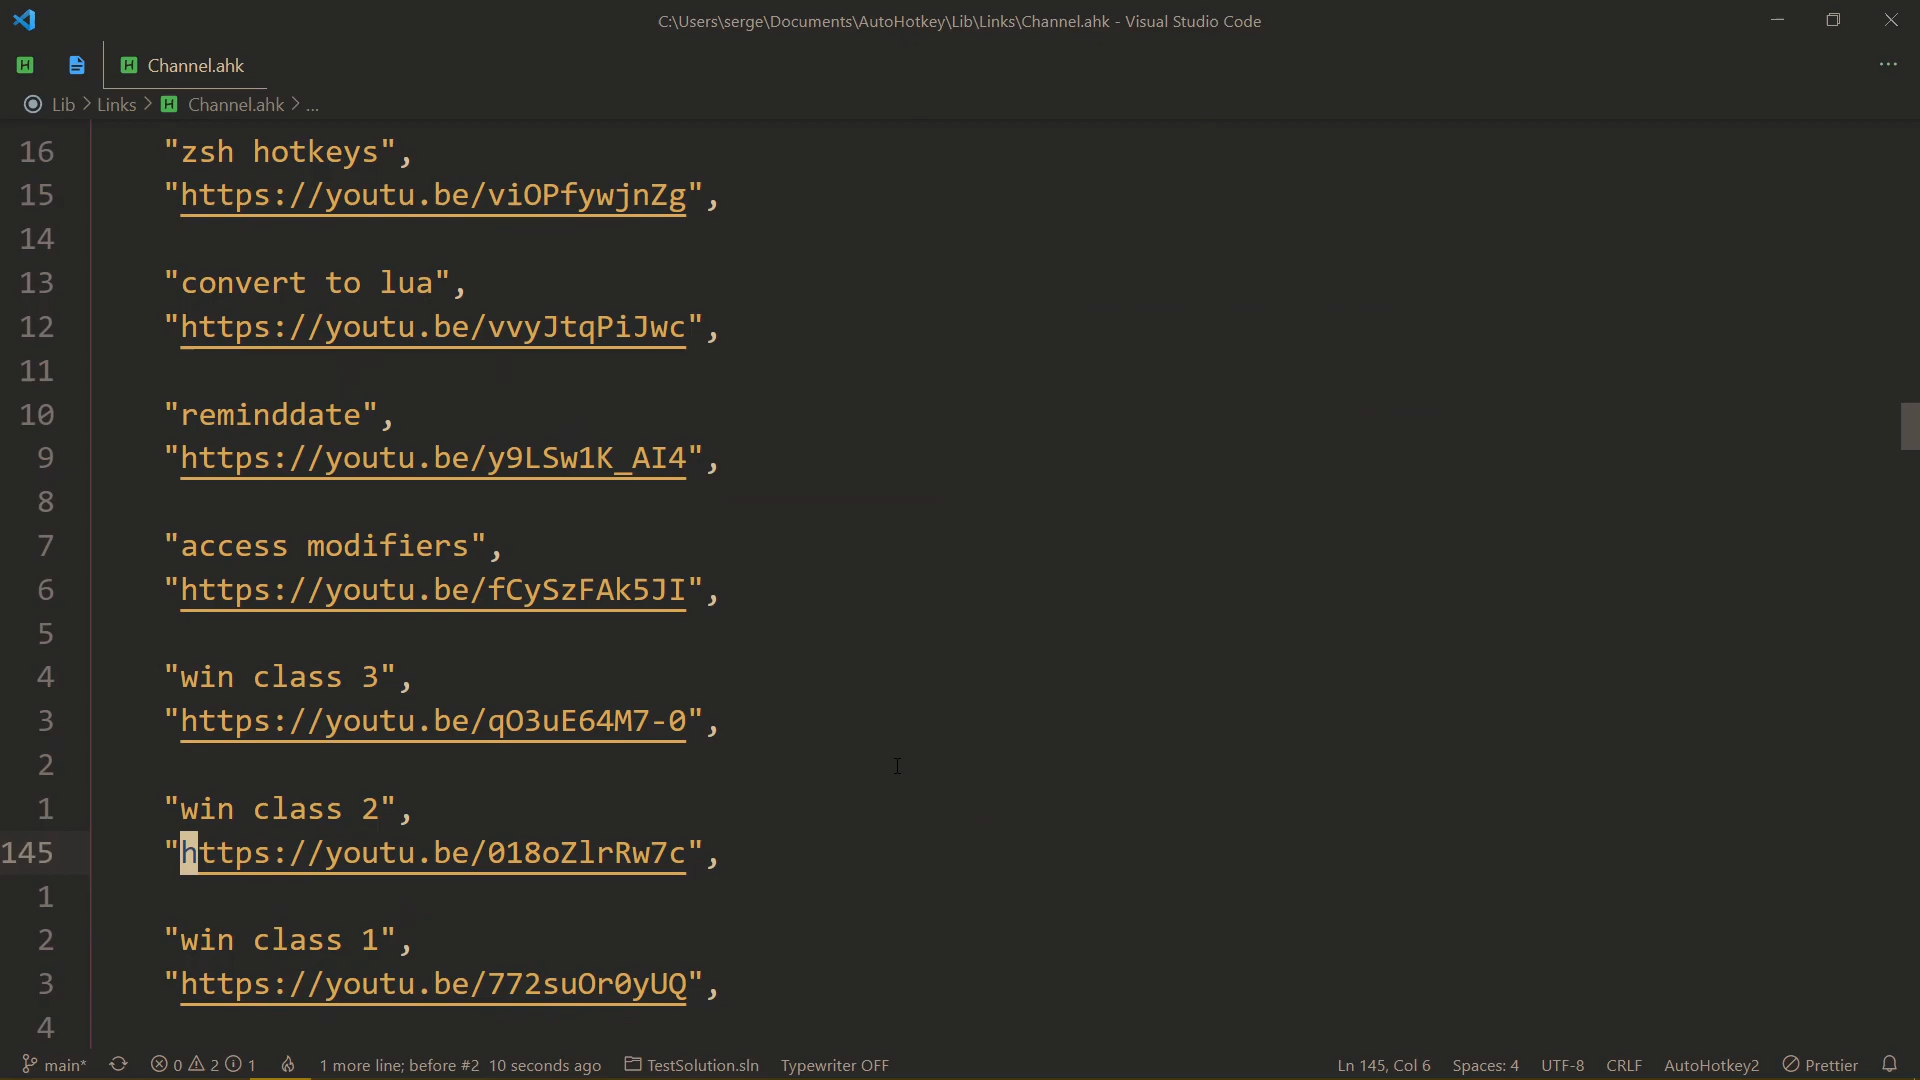 C:\Users\serge\Documents\AutoHotkey\Lib\Links\Channel.ahk - Visual Studio Code
H
H Channel.ahk ...
Lib > Links > H Channel.ahk > ...
16 "zsh hotkeys",
15 "https://youtu.be/viOPfywjnZg",
14
13 "convert to lua",
12 "https://youtu.be/vvyJtqPiJwc",
11
10 "reminddate",
9 "https://youtu.be/y9LSw1K_AI4",
8
7 "access modifiers",
6 "https://youtu.be/fCySzFAk5JI",
5
4 "win class 3",
3 "https://youtu.be/qO3uE64M7-0",
2
1 "win class 2",
145 "https://youtu.be/018oZlrRw7c",
1
2 "win class 1",
3 "https://youtu.be/772suOr0yUQ",
4
main* 0 2 1 1 more line; before #2 10 seconds ago TestSolution.sln Typewriter OFF Ln 145, Col 6 Spaces: 4 UTF-8 CRLF AutoHotkey2 Prettier